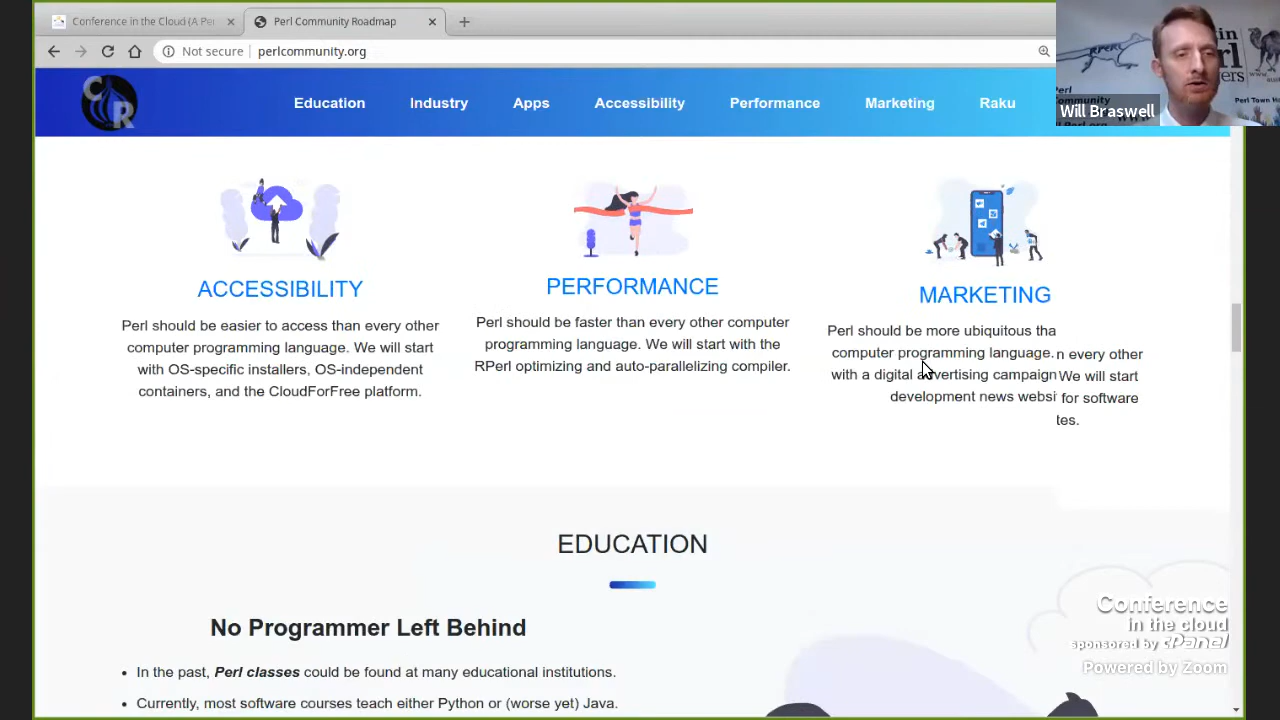 Conference in the Cloud (A Per
Perl Community Roadmap
Not secure
perlcommunity.org
C
R
Education
Industry
Apps
Accessibility
Performance
Marketing
Raku
Will Braswell
Perl
Community
Perl Town Ha
ACCESSIBILITY
Perl should be easier to access than every other
computer programming language. We will start
with OS-specific installers, OS-independent
containers, and the CloudForFree platform.
PERFORMANCE
Perl should be faster than every other computer
programming language. We will start with the
RPerl optimizing and auto-parallelizing compiler.
MARKETING
Perl should be more ubiquitous tha
computer programming language.
with a digital advertising campaign
development news websi
n every other
We will start
for software
tes.
EDUCATION
No Programmer Left Behind
• In the past, Perl classes could be found at many educational institutions.
• Currently, most software courses teach either Python or (worse yet) Java.
Conference
in the cloud
sponsored by cPanel
Powered by Zoom